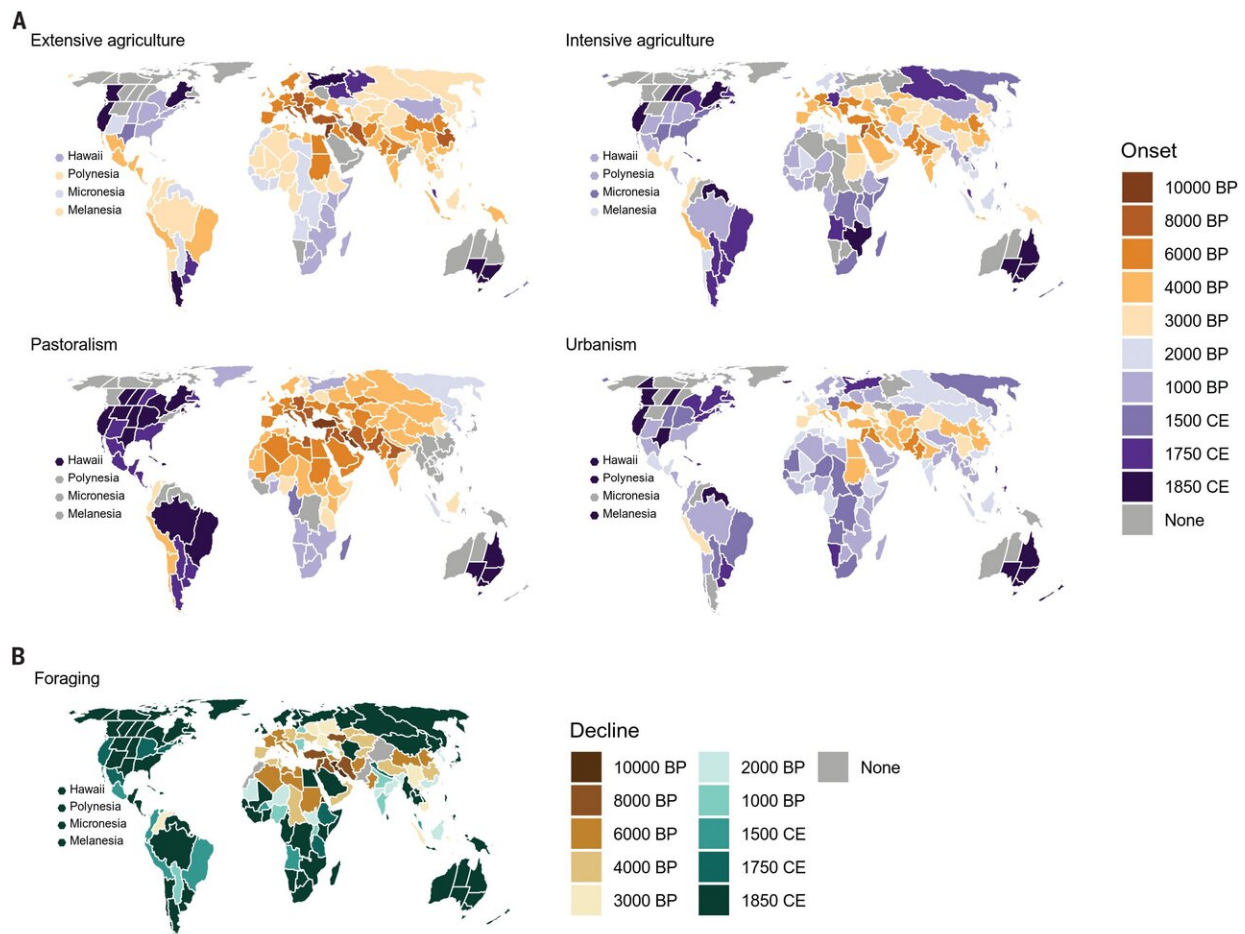 A
Extensive agriculture
Intensive agriculture
Hawaii
Polynesia
Micronesia
Melanesia
Hawaii
Polynesia
Micronesia
Melanesia
Pastoralism
Urbanism
Hawaii
Polynesia
Micronesia
Melanesia
Hawaii
Polynesia
Micronesia
Melanesia
Onset
10000 BP
8000 BP
6000 BP
4000 BP
3000 BP
2000 BP
1000 BP
1500 CE
1750 CE
1850 CE
None
B
Foraging
Hawaii
Polynesia
Micronesia
Melanesia
Decline
10000 BP
8000 BP
6000 BP
4000 BP
3000 BP
2000 BP
1000 BP
1500 CE
1750 CE
1850 CE
None